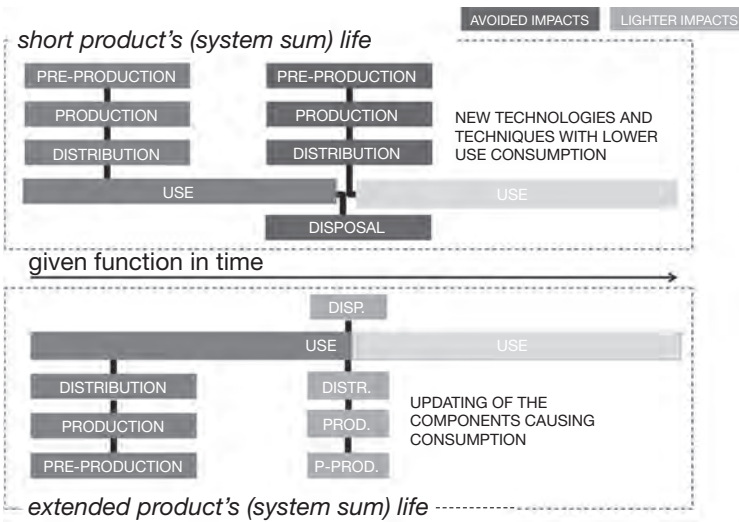 AVOIDED IMPACTS LIGHTER IMPACTS
short product's (system sum) life
PRE-PRODUCTION PRE-PRODUCTION
PRODUCTION PRODUCTION
DISTRIBUTION DISTRIBUTION
NEW TECHNOLOGIES AND
TECHNIQUES WITH LOWER
USE CONSUMPTION
USE USE
DISPOSAL
given function in time
DISP.
USE USE
DISTRIBUTION DISTR.
PRODUCTION PROD.
PRE-PRODUCTION P-PROD.
UPDATING OF THE
COMPONENTS CAUSING
CONSUMPTION
extended product's (system sum) life